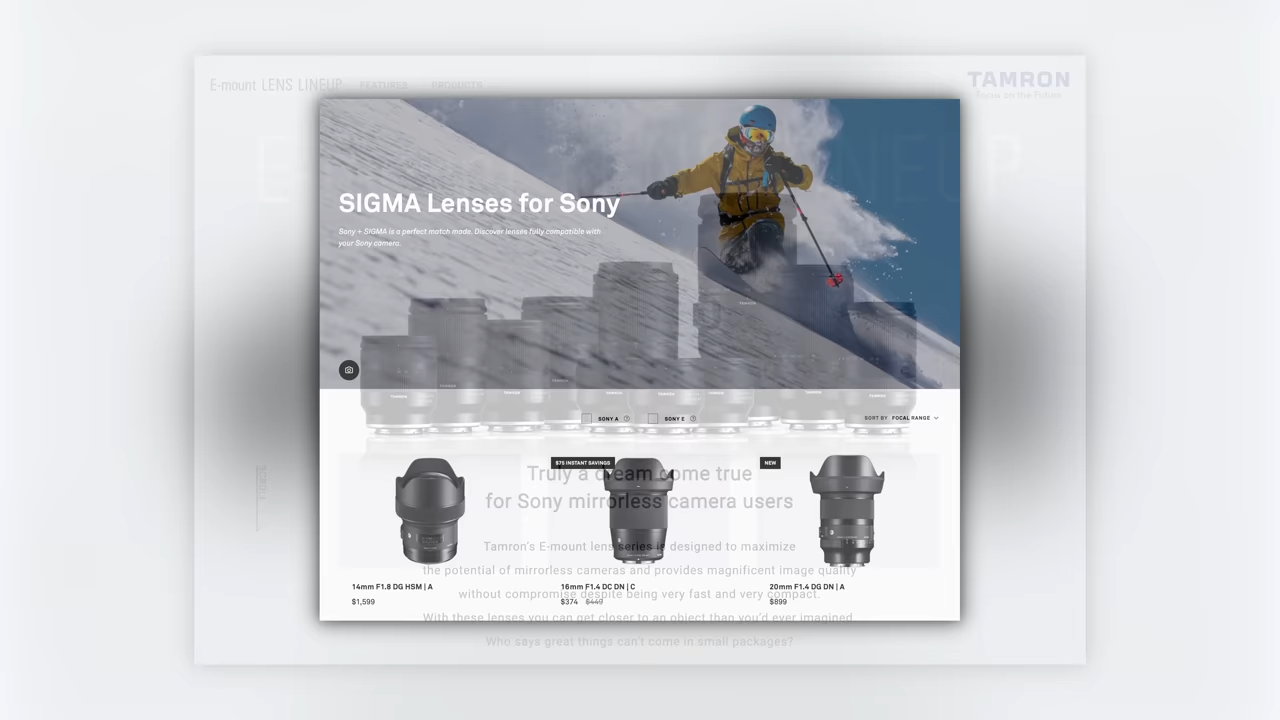 E-mount LENS LINEUP FEATURES PRODUCTS
TAMRON
Focus on the Future
SIGMA Lenses for Sony
Sony + SIGMA is a perfect match made. Discover lenses fully compatible with
your Sony camera.
SONY A
SONY E
SORT BY FOCAL RANGE
$75 INSTANT SAVINGS
NEW
Truly a dream come true
for Sony mirrorless camera users
Tamron's E-mount lens series is designed to maximize
the potential of mirrorless cameras and provides magnificent image quality
without compromise despite being very fast and very compact.
14mm F1.8 DG HSM | A
16mm F1.4 DC DN | C
20mm F1.4 DG DN | A
$1,599
$374 $449
$899
With these lenses you can get closer to an object than you'd ever imagined
Who says great things can't come in small packages?